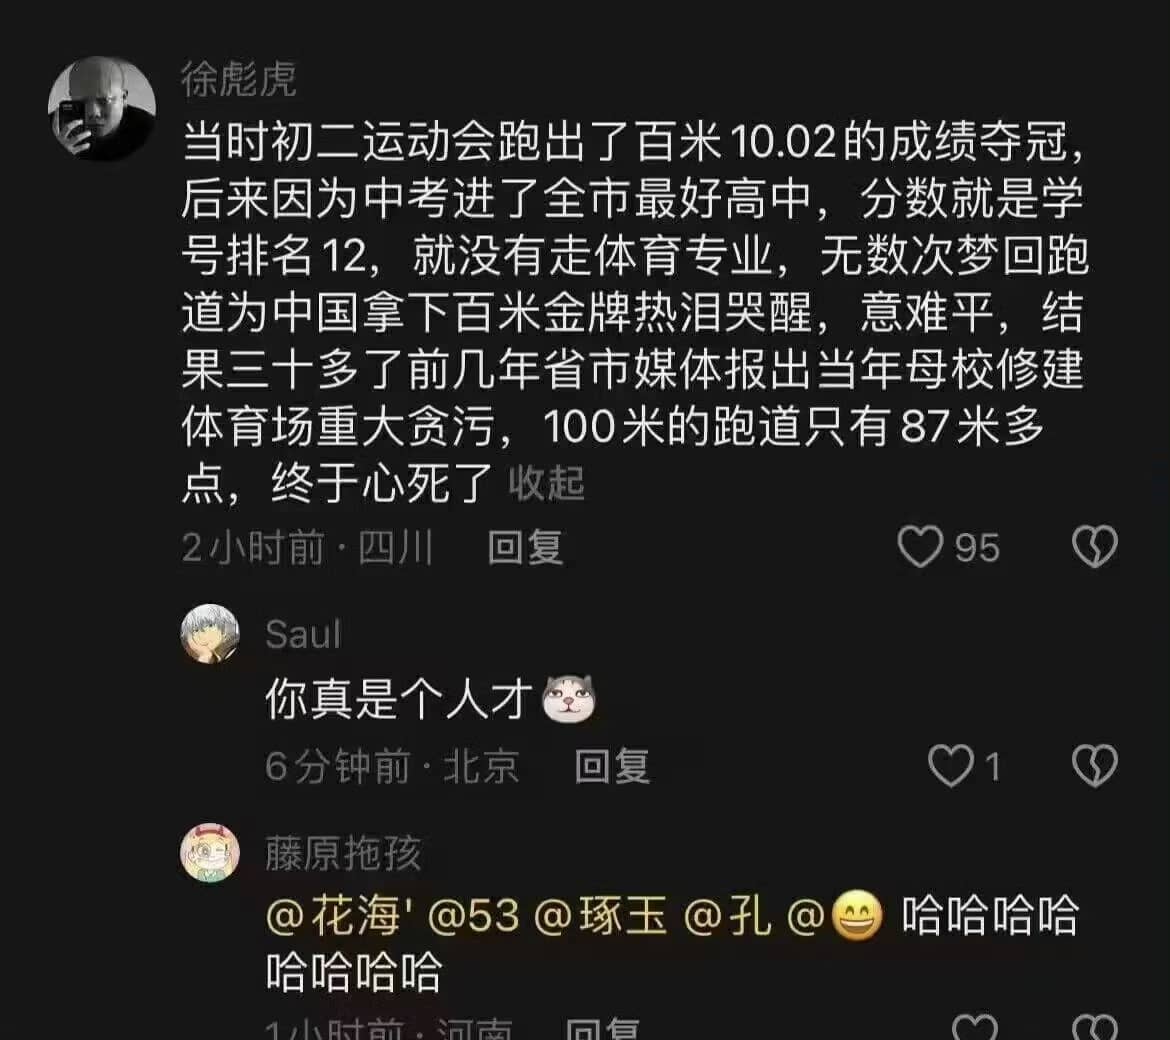 徐彪虎
当时初二运动会跑出了百米10.02的成绩夺冠，
后来因为中考进了全市最好高中，分数就是学
号排名12，就没有走体育专业，无数次梦回跑
道为中国拿下百米金牌热泪哭醒，意难平，结
果三十多了前几年省市媒体报出当年母校修建
体育场重大贪污，100米的跑道只有87米多
点，终于心死了 收起
2小时前·四川 回复 95
Saul
你真是个人才
6分钟前·北京 回复 1
藤原拖孩
@花海' @53 @琢玉 @孔 @😄 哈哈哈哈
哈哈哈哈
1小时前·河南 回复